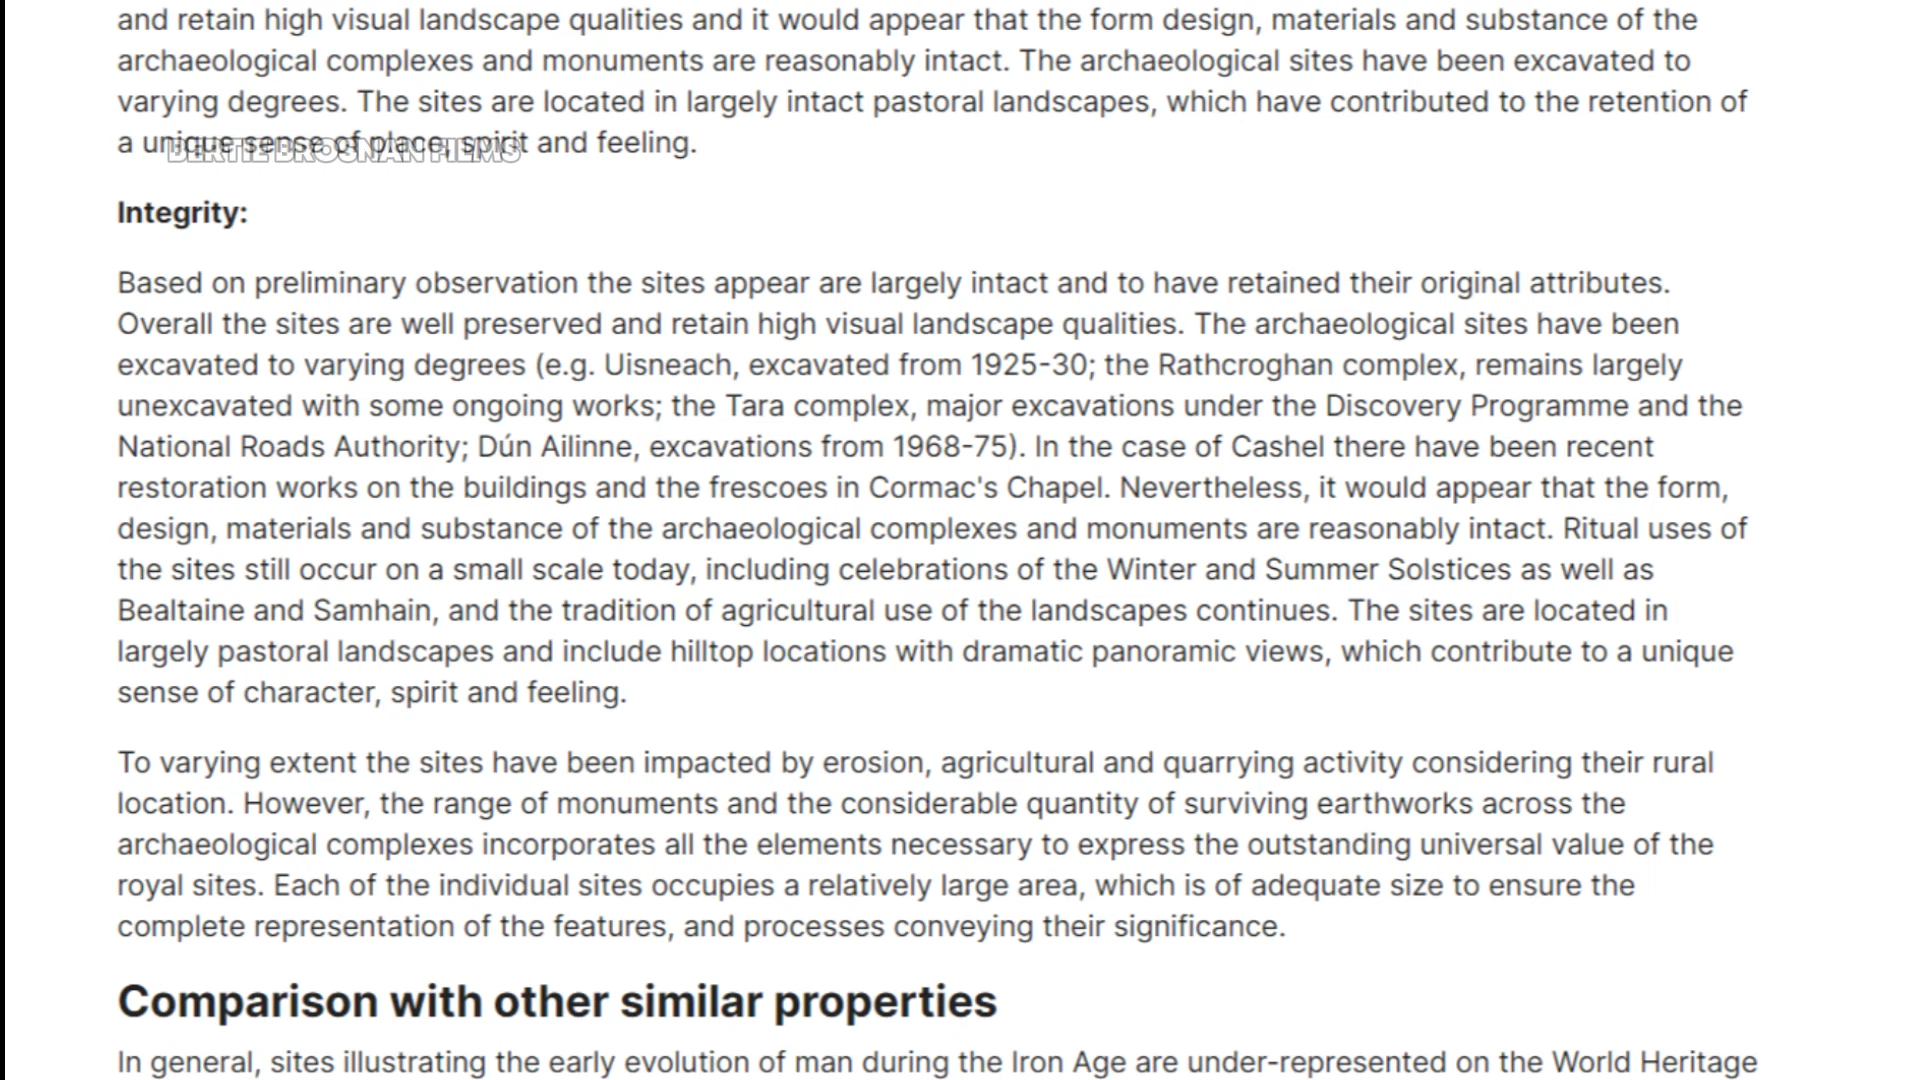 and retain high visual landscape qualities and it would appear that the form design, materials and substance of the
archaeological complexes and monuments are reasonably intact. The archaeological sites have been excavated to
varying degrees. The sites are located in largely intact pastoral landscapes, which have contributed to the retention of
a unique sense of place, spirit and feeling.
BERTIE BROSNAN FILMS
Integrity:
Based on preliminary observation the sites appear are largely intact and to have retained their original attributes.
Overall the sites are well preserved and retain high visual landscape qualities. The archaeological sites have been
excavated to varying degrees (e.g. Uisneach, excavated from 1925-30; the Rathcroghan complex, remains largely
unexcavated with some ongoing works; the Tara complex, major excavations under the Discovery Programme and the
National Roads Authority; Dún Ailinne, excavations from 1968-75). In the case of Cashel there have been recent
restoration works on the buildings and the frescoes in Cormac's Chapel. Nevertheless, it would appear that the form,
design, materials and substance of the archaeological complexes and monuments are reasonably intact. Ritual uses of
the sites still occur on a small scale today, including celebrations of the Winter and Summer Solstices as well as
Bealtaine and Samhain, and the tradition of agricultural use of the landscapes continues. The sites are located in
largely pastoral landscapes and include hilltop locations with dramatic panoramic views, which contribute to a unique
sense of character, spirit and feeling.
To varying extent the sites have been impacted by erosion, agricultural and quarrying activity considering their rural
location. However, the range of monuments and the considerable quantity of surviving earthworks across the
archaeological complexes incorporates all the elements necessary to express the outstanding universal value of the
royal sites. Each of the individual sites occupies a relatively large area, which is of adequate size to ensure the
complete representation of the features, and processes conveying their significance.
Comparison with other similar properties
In general, sites illustrating the early evolution of man during the Iron Age are under-represented on the World Heritage